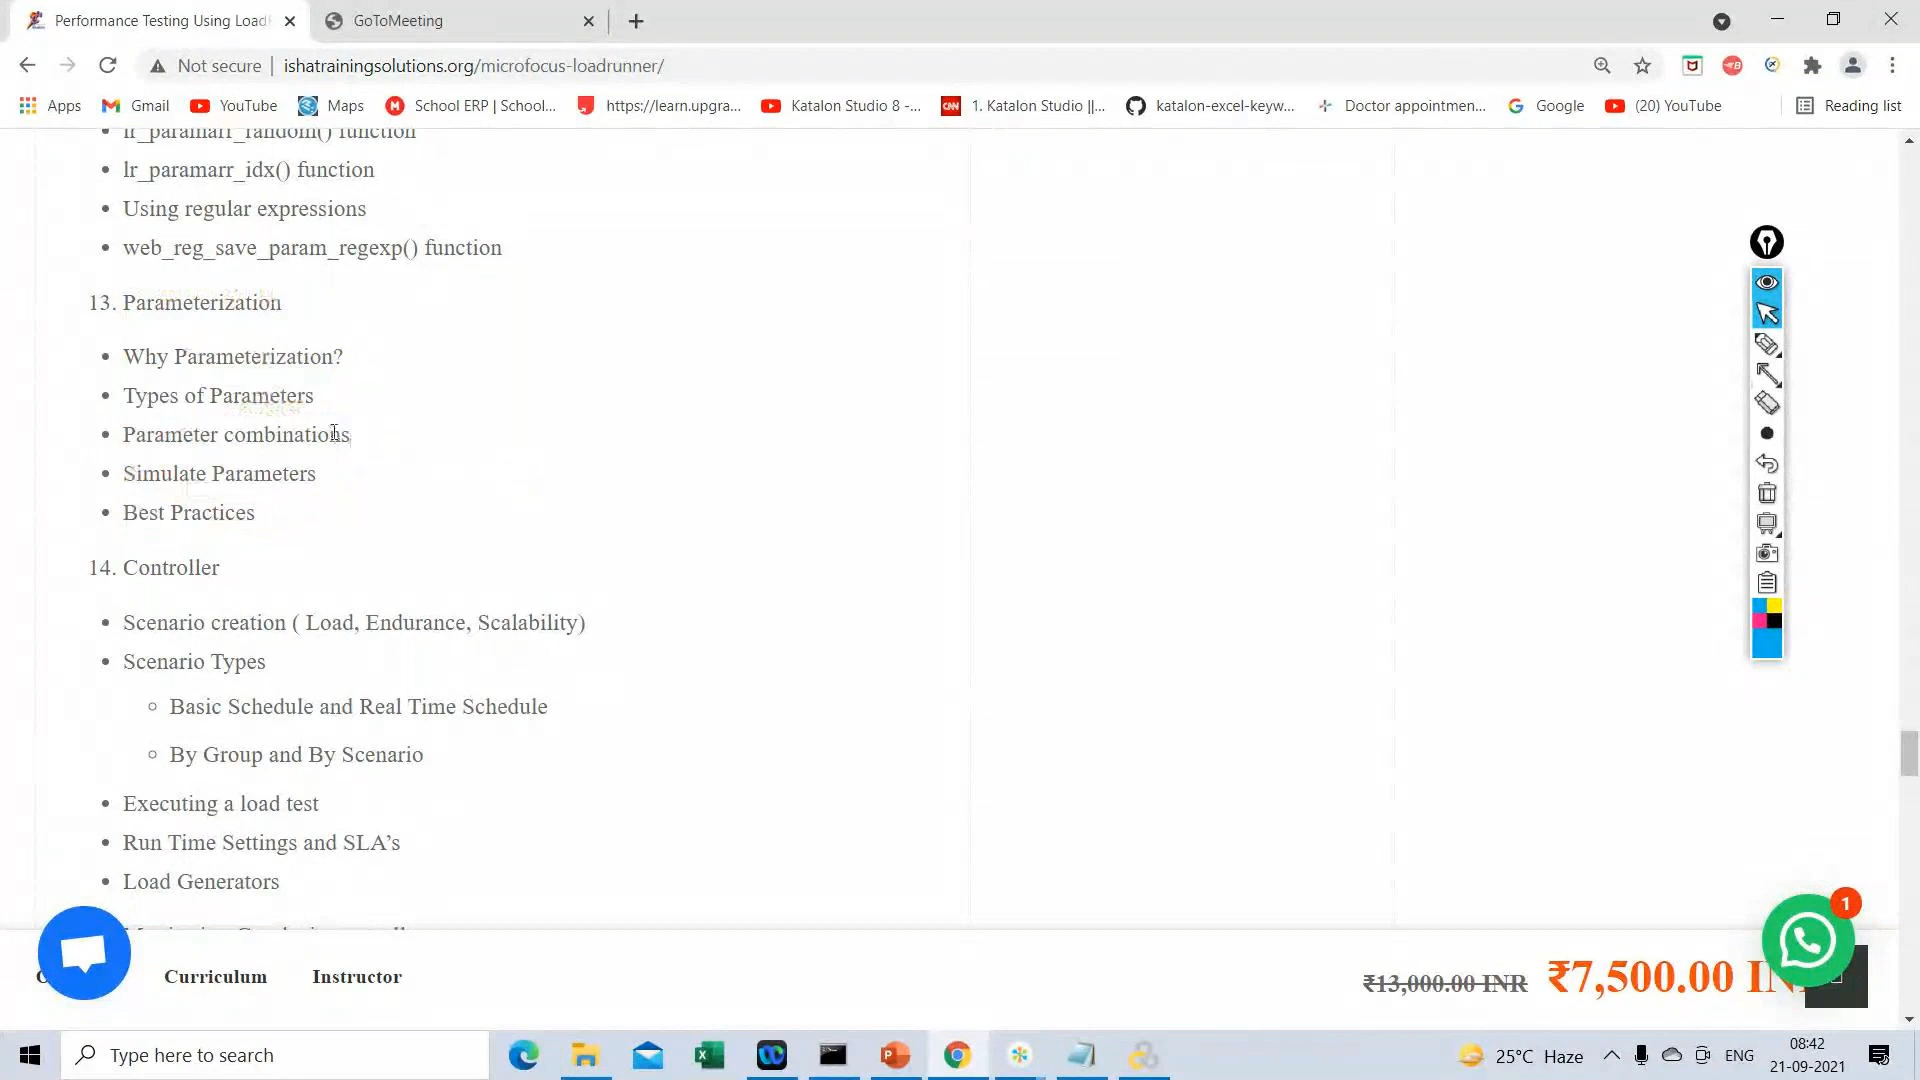 Performance Testing Using Load
GoToMeeting
Not secure | ishatrainingsolutions.org/microfocus-loadrunner/
Apps
Gmail
YouTube
Maps
School ERP | School...
https://learn.upgra...
Katalon Studio 8 -...
1. Katalon Studio ||...
katalon-excel-keyw...
Doctor appointmen...
Google
(20) YouTube
Reading list
• lr_paramarr_random() function
• lr_paramarr_idx() function
• Using regular expressions
• web_reg_save_param_regexp() function
13. Parameterization
• Why Parameterization?
• Types of Parameters
• Parameter combinations
• Simulate Parameters
• Best Practices
14. Controller
• Scenario creation ( Load, Endurance, Scalability)
• Scenario Types
◦ Basic Schedule and Real Time Schedule
◦ By Group and By Scenario
• Executing a load test
• Run Time Settings and SLA’s
• Load Generators
Curriculum
Instructor
₹13,000.00 INR
₹7,500.00
1
Type here to search
25°C Haze
ENG
08:42
21-09-2021